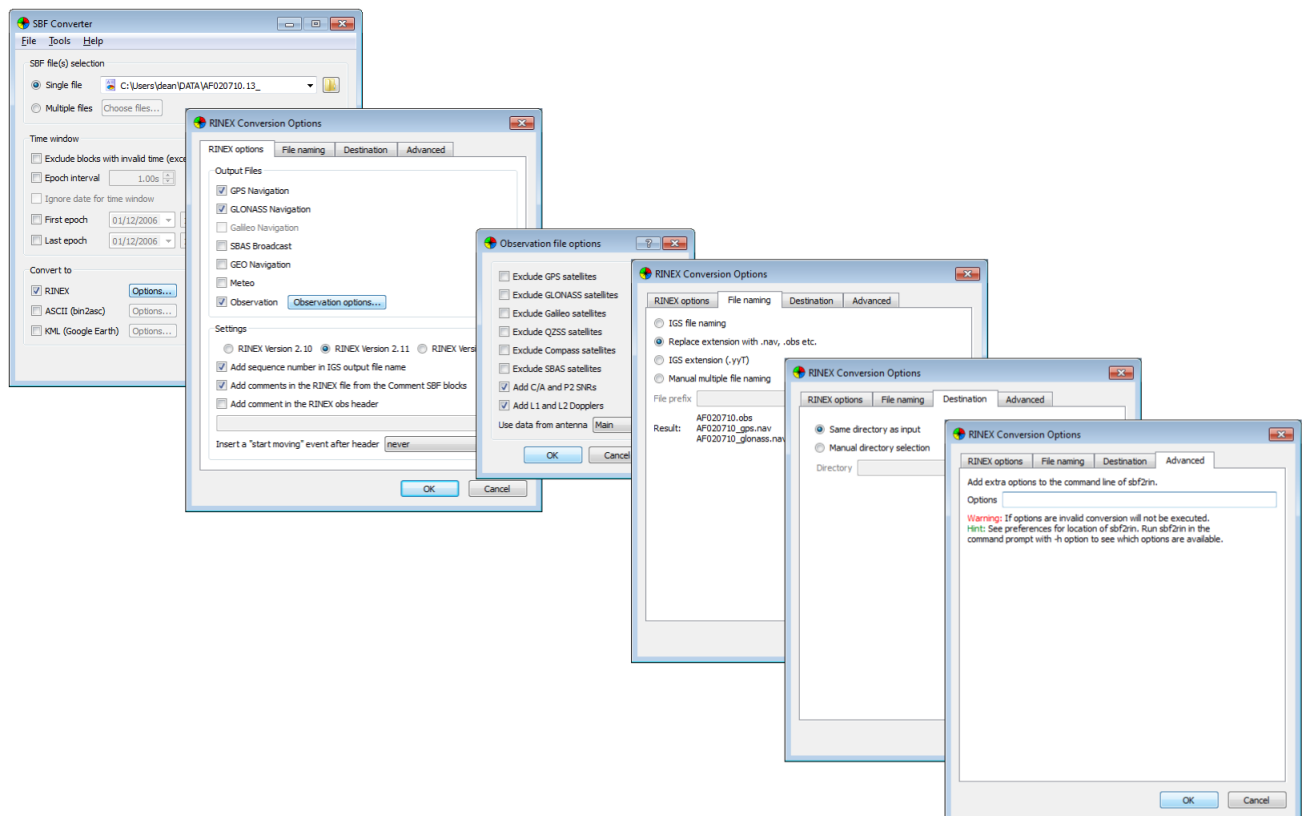 SBF Converter
File Tools Help
SBF file(s) selection
Single file C:\Users\dean\DATA\AF020710.13_
Multiple files Choose files...
Time window
Exclude blocks with invalid time (exce
Epoch interval 1.00s
Ignore date for time window
First epoch 01/12/2006
Last epoch 01/12/2006
Convert to
RINEX Options...
ASCII (bin2asc) Options...
KML (Google Earth) Options...
RINEX Conversion Options
RINEX options File naming Destination Advanced
Output Files
GPS Navigation
GLONASS Navigation
Galileo Navigation
SBAS Broadcast
GEO Navigation
Meteo
Observation Observation options...
Settings
RINEX Version 2.10 RINEX Version 2.11 RINEX Versi
Add sequence number in IGS output file name
Add comments in the RINEX file from the Comment SBF blocks
Add comment in the RINEX obs header
Insert a "start moving" event after header never
OK Cancel
Observation file options
Exclude GPS satellites
Exclude GLONASS satellites
Exclude Galileo satellites
Exclude QZSS satellites
Exclude Compass satellites
Exclude SBAS satellites
Add C/A and P2 SNRs
Add L1 and L2 Dopplers
Use data from antenna Main
OK Cancel
RINEX Conversion Options
RINEX options File naming Destination Advanced
IGS file naming
Replace extension with .nav, .obs etc.
IGS extension (.yyT)
Manual multiple file naming
File prefix
Result: AF020710.obs
AF020710_gps.nav
AF020710_glonass.nav
RINEX Conversion Options
RINEX options File naming Destination Advanced
Same directory as input
Manual directory selection
Directory
RINEX Conversion Options
RINEX options File naming Destination Advanced
Add extra options to the command line of sbf2rin.
Options
Warning: If options are invalid conversion will not be executed.
Hint: See preferences for location of sbf2rin. Run sbf2rin in the
command prompt with -h option to see which options are available.
OK Cancel